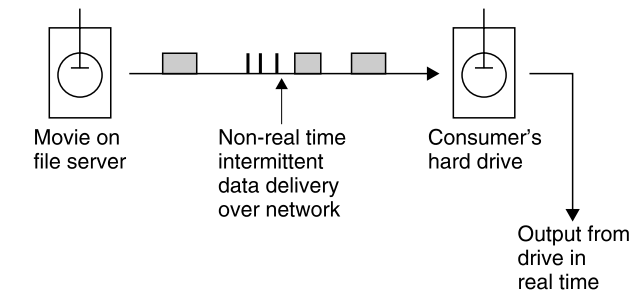 Movie on
file server
Non-real time
intermittent
data delivery
over network
Consumer's
hard drive
Output from
drive in
real time